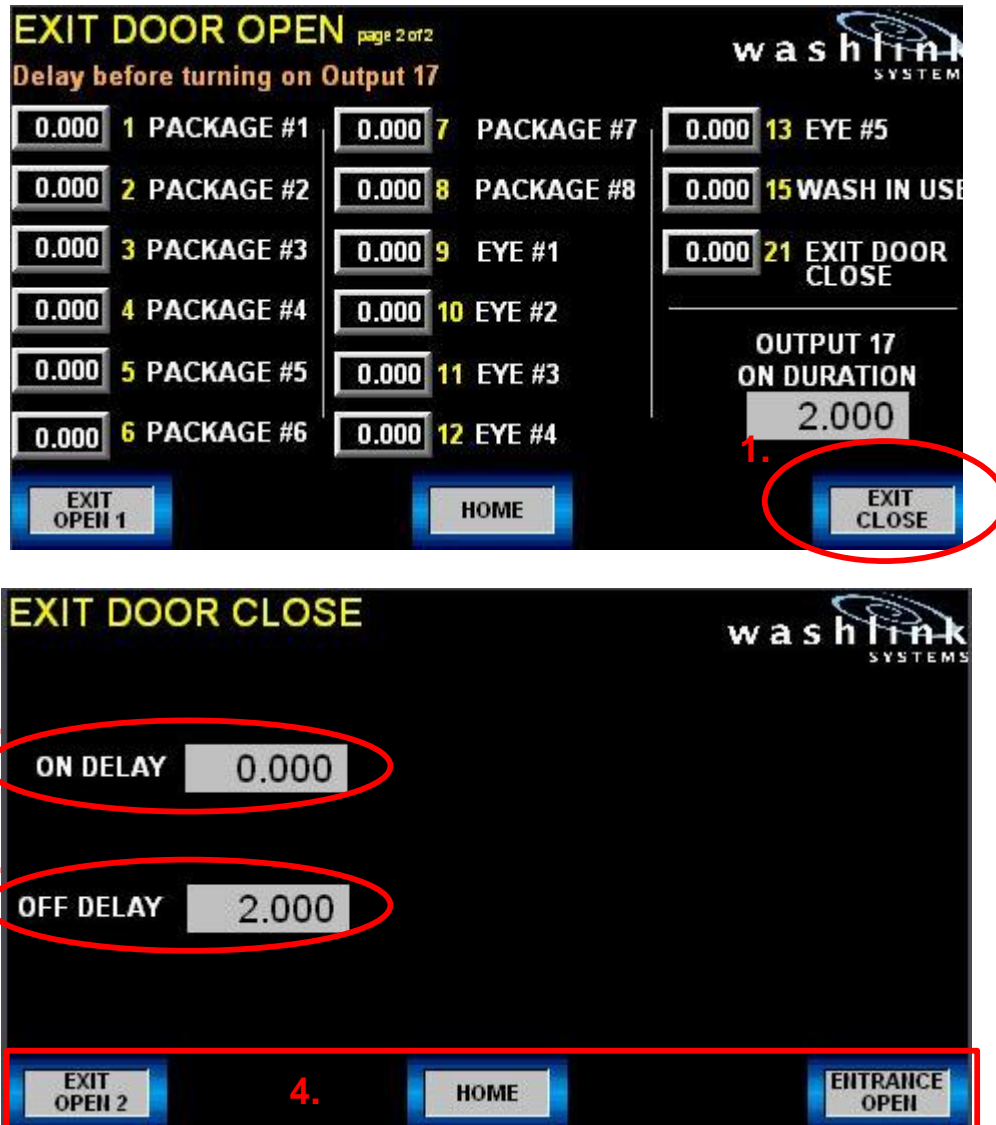 EXIT DOOR OPEN page 2 of 2
washlink
SYSTEM
Delay before turning on Output 17
0.000 1 PACKAGE #1 0.000 7 PACKAGE #7 0.000 13 EYE #5
0.000 2 PACKAGE #2 0.000 8 PACKAGE #8 0.000 15 WASH IN USE
0.000 3 PACKAGE #3 0.000 9 EYE #1 0.000 21 EXIT DOOR
CLOSE
0.000 4 PACKAGE #4 0.000 10 EYE #2
0.000 5 PACKAGE #5 0.000 11 EYE #3
0.000 6 PACKAGE #6 0.000 12 EYE #4
OUTPUT 17
ON DURATION
2.000
1.
EXIT
OPEN 1
HOME
EXIT
CLOSE
EXIT DOOR CLOSE
washlink
SYSTEMS
ON DELAY 0.000
OFF DELAY 2.000
EXIT
OPEN 2
4.
HOME
ENTRANCE
OPEN